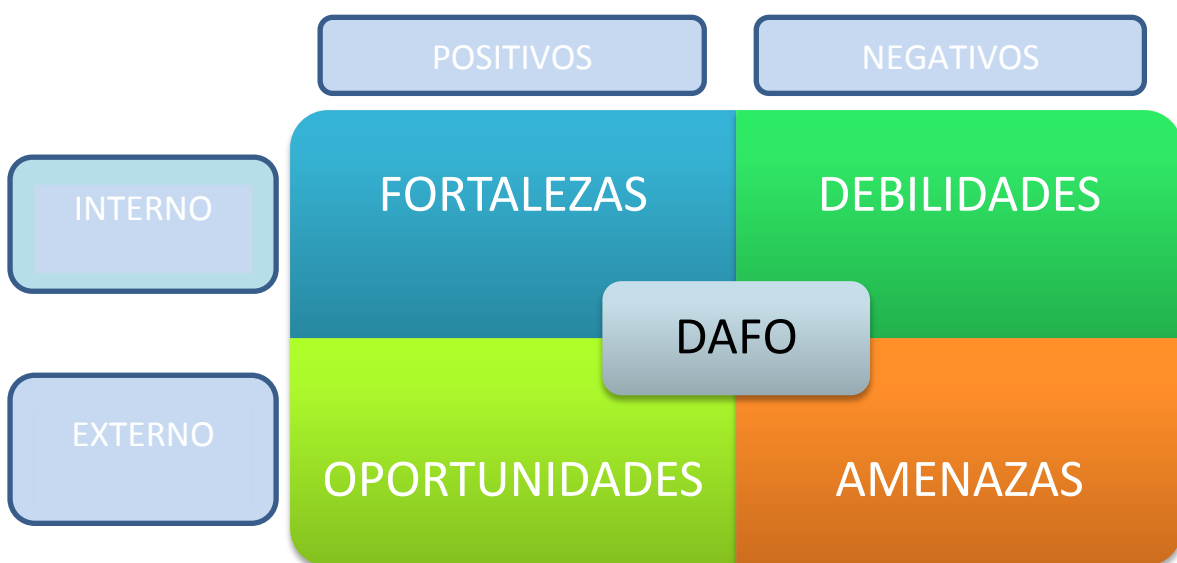 POSITIVOS
NEGATIVOS
INTERNO
FORTALEZAS
DEBILIDADES
DAFO
EXTERNO
OPORTUNIDADES
AMENAZAS